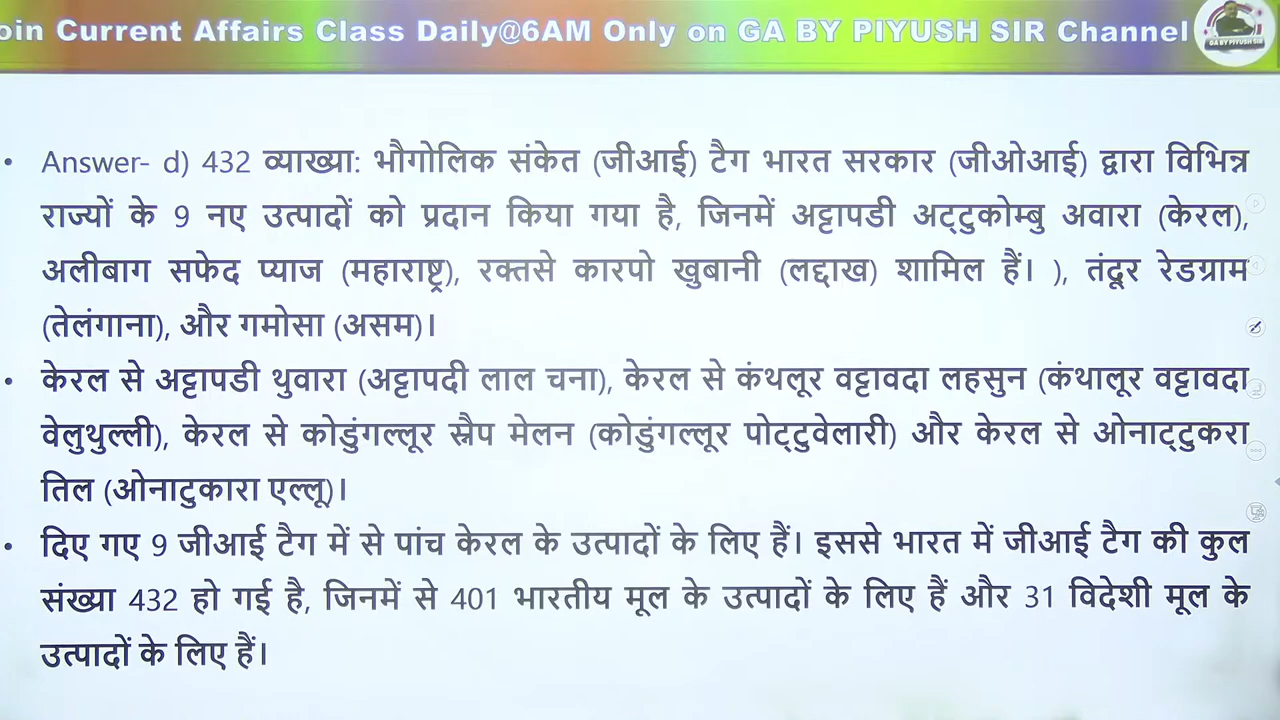 oin Current Affairs Class Daily@6AM Only on GA BY PIYUSH SIR Channel
GA BY PIYUSH SIR
• Answer- d) 432 व्याख्या: भौगोलिक संकेत (जीआई) टैग भारत सरकार (जीओआई) द्वारा विभिन्न
राज्यों के 9 नए उत्पादों को प्रदान किया गया है, जिनमें अट्टापडी अट्टुकोम्बु अवारा (केरल),
अलीबाग सफेद प्याज (महाराष्ट्र), रक्तसे कारपो खुबानी (लद्दाख) शामिल हैं। ), तंदूर रेडग्राम
(तेलंगाना), और गमोसा (असम)।
• केरल से अट्टापडी थुवारा (अट्टापदी लाल चना), केरल से कंथलूर वट्टावदा लहसुन (कंथालूर वट्टावदा
वेलुथुल्ली), केरल से कोडुंगल्लूर स्नैप मेलन (कोडुंगल्लूर पोट्टुवेलारी) और केरल से ओनाट्टुकरा
तिल (ओनाटुकारा एल्लू)।
• दिए गए 9 जीआई टैग में से पांच केरल के उत्पादों के लिए हैं। इससे भारत में जीआई टैग की कुल
संख्या 432 हो गई है, जिनमें से 401 भारतीय मूल के उत्पादों के लिए हैं और 31 विदेशी मूल के
उत्पादों के लिए हैं।